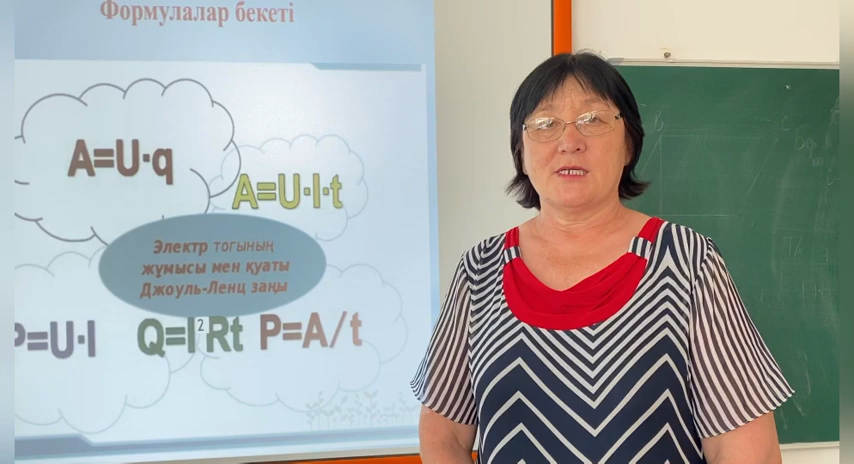 Формулалар бекеті
A=U·q
A=U·I·t
Электр тогының
жұмысы мен қуаты
Джоуль-Ленц заңы
P=U·I
Q=I²Rt
P=A/t
B